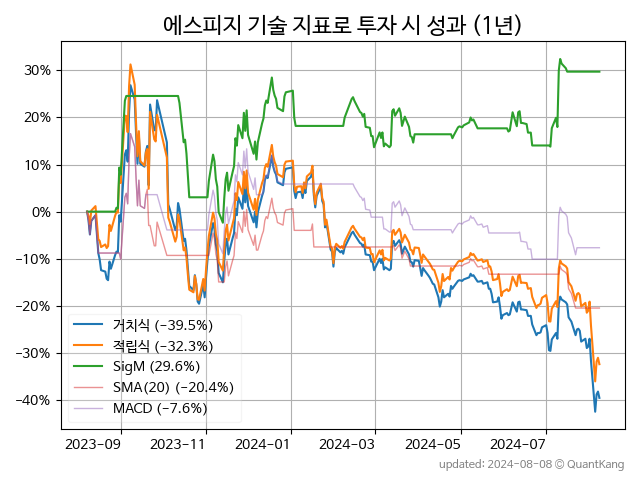 에스피지 기술 지표로 투자 시 성과 (1년)
30%
20%
10%
0%
−10%
−20%
−30%
−40%
거치식 (−39.5%)
적립식 (−32.3%)
SigM (29.6%)
SMA(20) (−20.4%)
MACD (−7.6%)
2023-09 2023-11 2024-01 2024-03 2024-05 2024-07
updated: 2024-08-08 © QuantKang